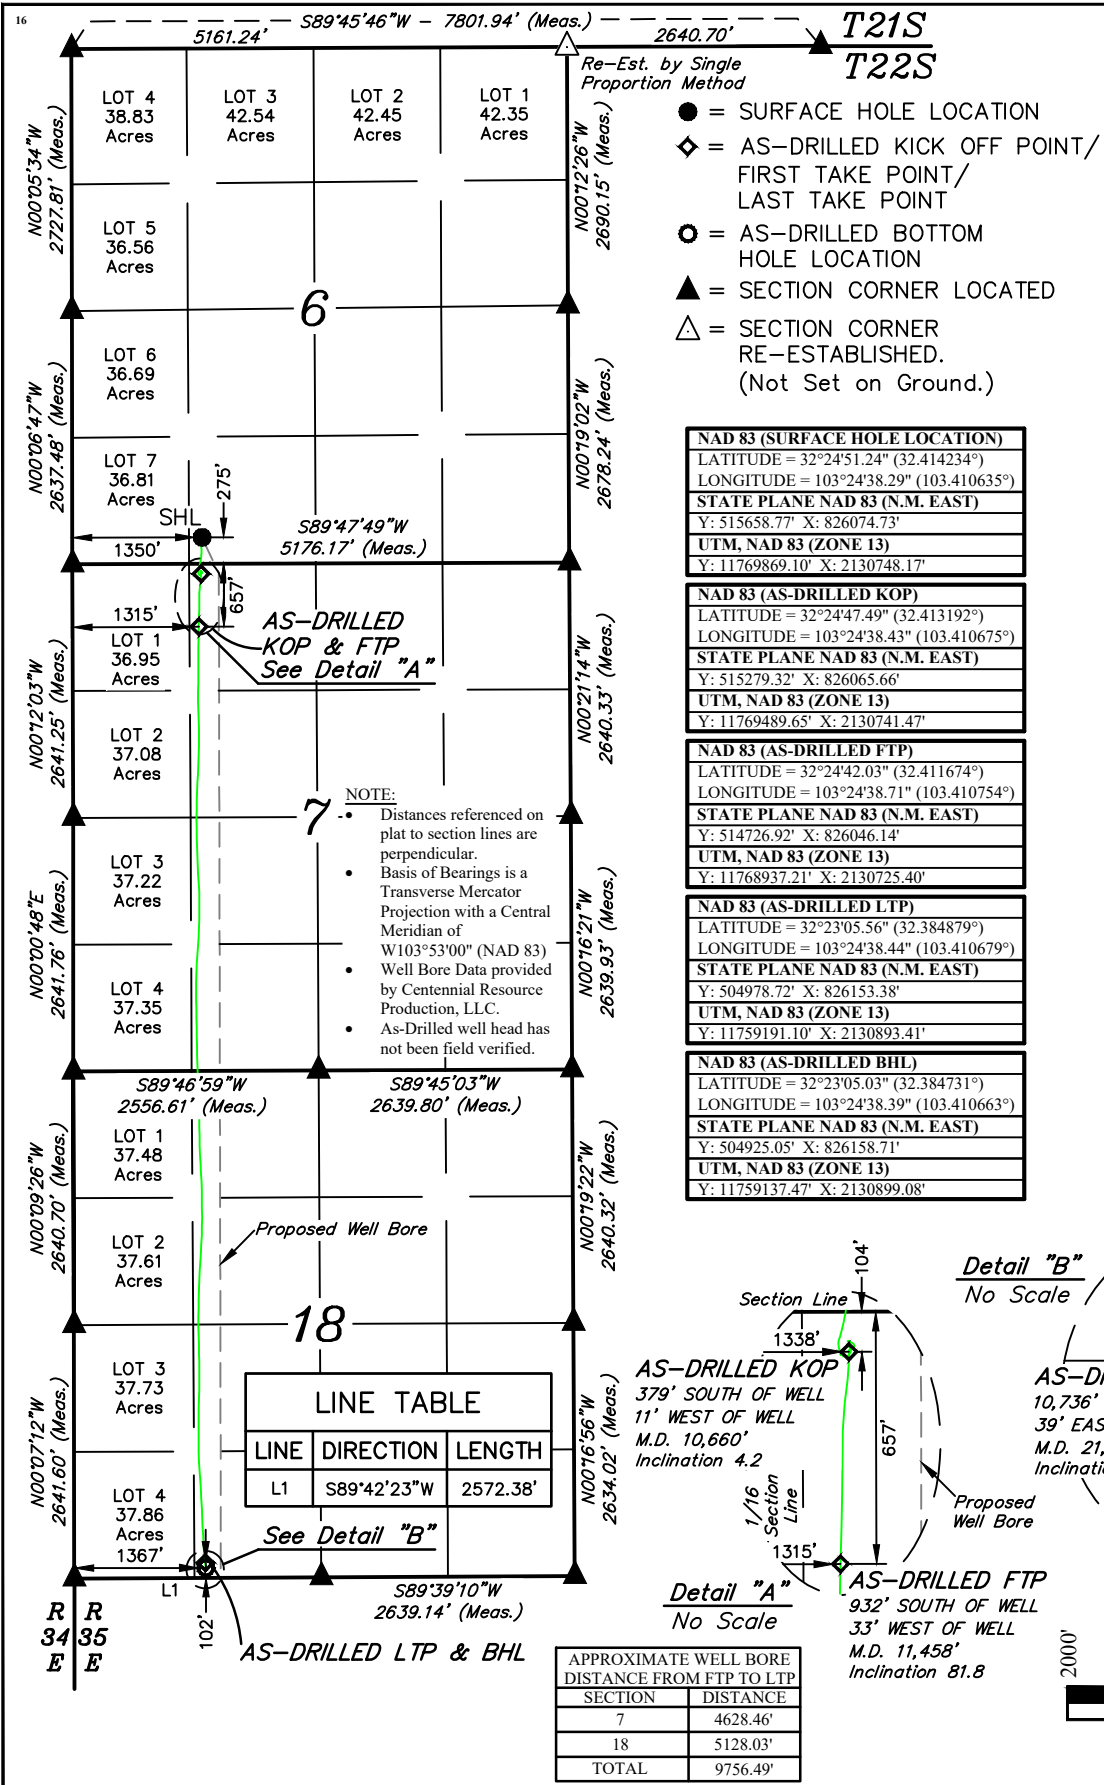 16
S89°45'46"W – 7801.94' (Meas.)
5161.24'
2640.70'
T21S
T22S
Re-Est. by Single
Proportion Method
LOT 4
38.83
Acres
LOT 3
42.54
Acres
LOT 2
42.45
Acres
LOT 1
42.35
Acres
N00°05'34"W
2727.81' (Meas.)
N00°12'26"W
2690.15' (Meas.)
LOT 5
36.56
Acres
6
LOT 6
36.69
Acres
N00°06'47"W
2637.48' (Meas.)
N00°19'02"W
2678.24' (Meas.)
LOT 7
36.81
Acres
SHL
275'
1350'
S89°47'49"W
5176.17' (Meas.)
657'
1315'
AS-DRILLED
KOP & FTP
See Detail "A"
LOT 1
36.95
Acres
N00°12'03"W
2641.25' (Meas.)
N00°21'14"W
2640.33' (Meas.)
LOT 2
37.08
Acres
7
NOTE:
• Distances referenced on
plat to section lines are
perpendicular.
• Basis of Bearings is a
Transverse Mercator
Projection with a Central
Meridian of
W103°53'00" (NAD 83)
• Well Bore Data provided
by Centennial Resource
Production, LLC.
• As-Drilled well head has
not been field verified.
LOT 3
37.22
Acres
N00°00'48"E
2641.76' (Meas.)
N00°16'21"W
2639.93' (Meas.)
LOT 4
37.35
Acres
S89°46'59"W
2556.61' (Meas.)
S89°45'03"W
2639.80' (Meas.)
LOT 1
37.48
Acres
N00°09'26"W
2640.70' (Meas.)
N00°19'22"W
2640.32' (Meas.)
LOT 2
37.61
Acres
Proposed Well Bore
18
LOT 3
37.73
Acres
LINE TABLE
LINE DIRECTION LENGTH
L1 S89°42'23"W 2572.38'
N00°07'12"W
2641.60' (Meas.)
N00°16'56"W
2634.02' (Meas.)
LOT 4
37.86
Acres
1367'
See Detail "B"
L1
102'
S89°39'10"W
2639.14' (Meas.)
AS-DRILLED LTP & BHL
R R
34 35
E E
= SURFACE HOLE LOCATION
= AS-DRILLED KICK OFF POINT/
FIRST TAKE POINT/
LAST TAKE POINT
= AS-DRILLED BOTTOM
HOLE LOCATION
= SECTION CORNER LOCATED
= SECTION CORNER
RE-ESTABLISHED.
(Not Set on Ground.)
NAD 83 (SURFACE HOLE LOCATION)
LATITUDE = 32°24'51.24" (32.414234°)
LONGITUDE = 103°24'38.29" (103.410635°)
STATE PLANE NAD 83 (N.M. EAST)
Y: 515658.77' X: 826074.73'
UTM, NAD 83 (ZONE 13)
Y: 11769869.10' X: 2130748.17'
NAD 83 (AS-DRILLED KOP)
LATITUDE = 32°24'47.49" (32.413192°)
LONGITUDE = 103°24'38.43" (103.410675°)
STATE PLANE NAD 83 (N.M. EAST)
Y: 515279.32' X: 826065.66'
UTM, NAD 83 (ZONE 13)
Y: 11769489.65' X: 2130741.47'
NAD 83 (AS-DRILLED FTP)
LATITUDE = 32°24'42.03" (32.411674°)
LONGITUDE = 103°24'38.71" (103.410754°)
STATE PLANE NAD 83 (N.M. EAST)
Y: 514726.92' X: 826046.14'
UTM, NAD 83 (ZONE 13)
Y: 11768937.21' X: 2130725.40'
NAD 83 (AS-DRILLED LTP)
LATITUDE = 32°23'05.56" (32.384879°)
LONGITUDE = 103°24'38.44" (103.410679°)
STATE PLANE NAD 83 (N.M. EAST)
Y: 504978.72' X: 826153.38'
UTM, NAD 83 (ZONE 13)
Y: 11759191.10' X: 2130893.41'
NAD 83 (AS-DRILLED BHL)
LATITUDE = 32°23'05.03" (32.384731°)
LONGITUDE = 103°24'38.39" (103.410663°)
STATE PLANE NAD 83 (N.M. EAST)
Y: 504925.05' X: 826158.71'
UTM, NAD 83 (ZONE 13)
Y: 11759137.47' X: 2130899.08'
104'
Section Line
1338'
AS-DRILLED KOP
379' SOUTH OF WELL
11' WEST OF WELL
M.D. 10,660'
Inclination 4.2
657'
1/16
Section
Line
Proposed
Well Bore
1315'
AS-DRILLED FTP
932' SOUTH OF WELL
33' WEST OF WELL
M.D. 11,458'
Inclination 81.8
Detail "A"
No Scale
Detail "B"
No Scale
AS-D
10,736'
39' EAS
M.D. 21,
Inclinati
2000'
APPROXIMATE WELL BORE
DISTANCE FROM FTP TO LTP
SECTION DISTANCE
7 4628.46'
18 5128.03'
TOTAL 9756.49'